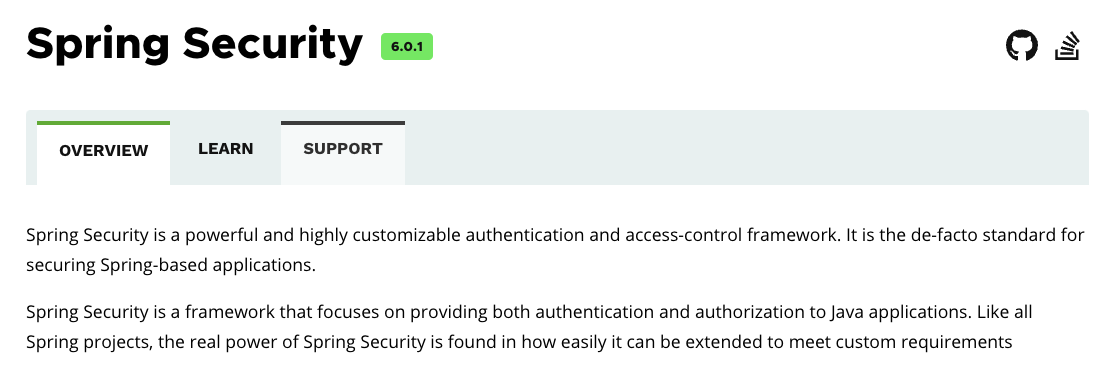 Spring Security 6.0.1
OVERVIEW LEARN SUPPORT
Spring Security is a powerful and highly customizable authentication and access-control framework. It is the de-facto standard for
securing Spring-based applications.
Spring Security is a framework that focuses on providing both authentication and authorization to Java applications. Like all
Spring projects, the real power of Spring Security is found in how easily it can be extended to meet custom requirements